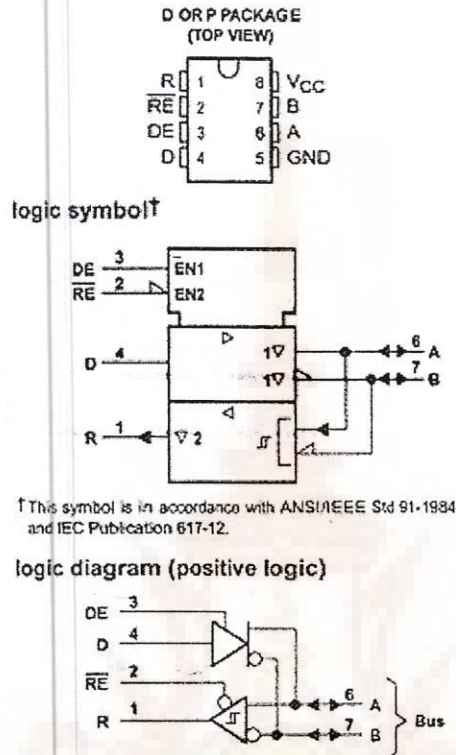 D OR P PACKAGE
(TOP VIEW)
R 1 8 VCC
RE 2 7 B
DE 3 6 A
D 4 5 GND
logic symbol†
DE 3 EN1
RE 2 EN2
D 4 1▽ 6 A
1▽ 7 B
R 1 ▽ 2
† This symbol is in accordance with ANSI/IEEE Std 91-1984
and IEC Publication 617-12.
logic diagram (positive logic)
DE 3
D 4
RE 2
R 1
6 A
7 B
Bus